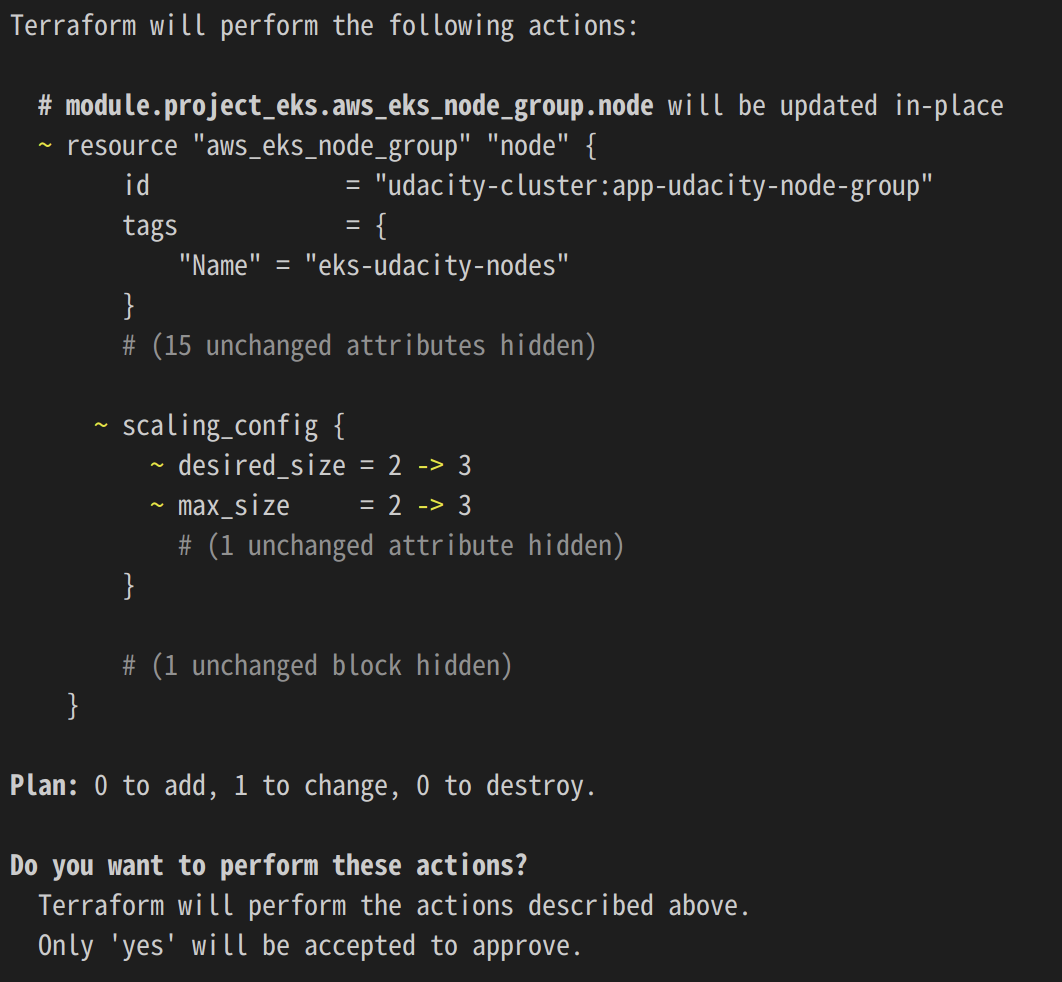 Terraform will perform the following actions:

  # module.project_eks.aws_eks_node_group.node will be updated in-place
  ~ resource "aws_eks_node_group" "node" {
        id              = "udacity-cluster:app-udacity-node-group"
        tags            = {
            "Name" = "eks-udacity-nodes"
        }
        # (15 unchanged attributes hidden)

      ~ scaling_config {
          ~ desired_size = 2 -> 3
          ~ max_size     = 2 -> 3
            # (1 unchanged attribute hidden)
        }

        # (1 unchanged block hidden)
    }

Plan: 0 to add, 1 to change, 0 to destroy.

Do you want to perform these actions?
  Terraform will perform the actions described above.
  Only 'yes' will be accepted to approve.